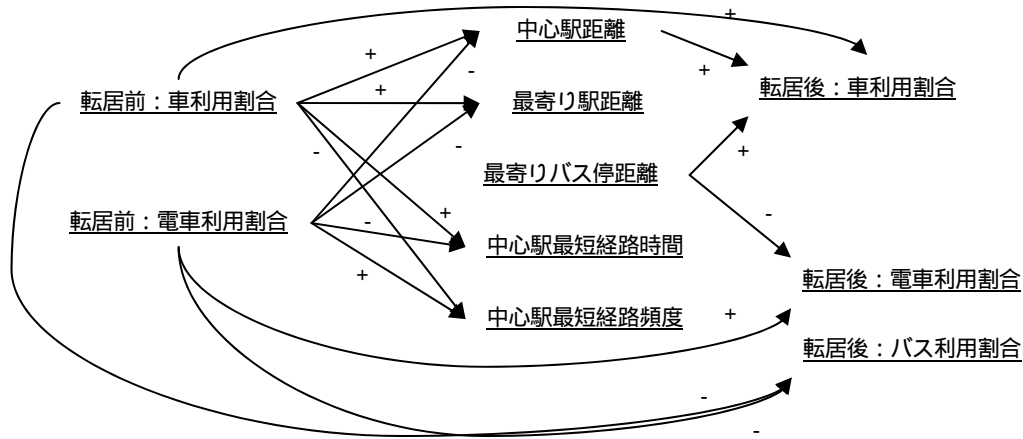 +
中心駅距離
+
-
+
+
転居前：車利用割合
最寄り駅距離
転居後：車利用割合
-
-
+
最寄りバス停距離
転居前：電車利用割合
+
-
-
中心駅最短経路時間
+
転居後：電車利用割合
中心駅最短経路頻度
+
転居後：バス利用割合
-
-